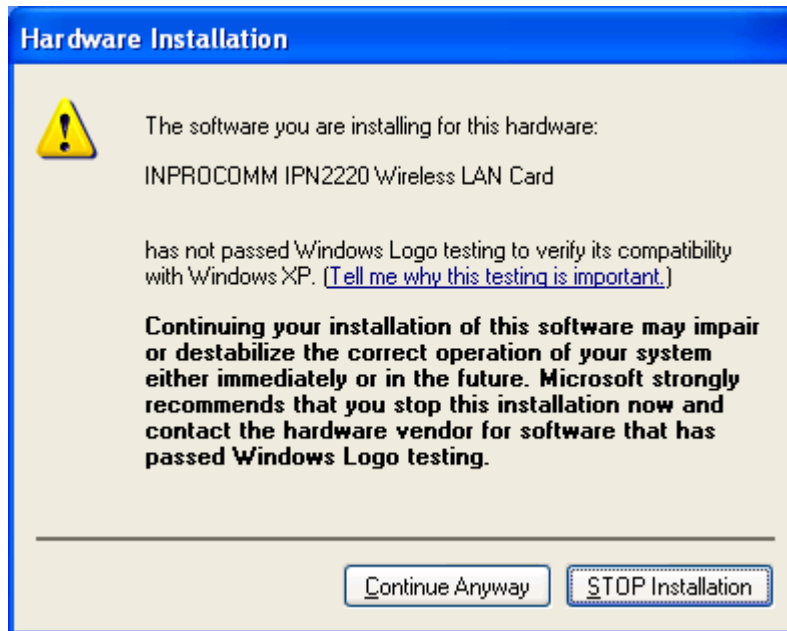 Hardware Installation
The software you are installing for this hardware:
INPROCOMM IPN2220 Wireless LAN Card
has not passed Windows Logo testing to verify its compatibility
with Windows XP. (Tell me why this testing is important.)
Continuing your installation of this software may impair
or destabilize the correct operation of your system
either immediately or in the future. Microsoft strongly
recommends that you stop this installation now and
contact the hardware vendor for software that has
passed Windows Logo testing.
Continue Anyway
STOP Installation